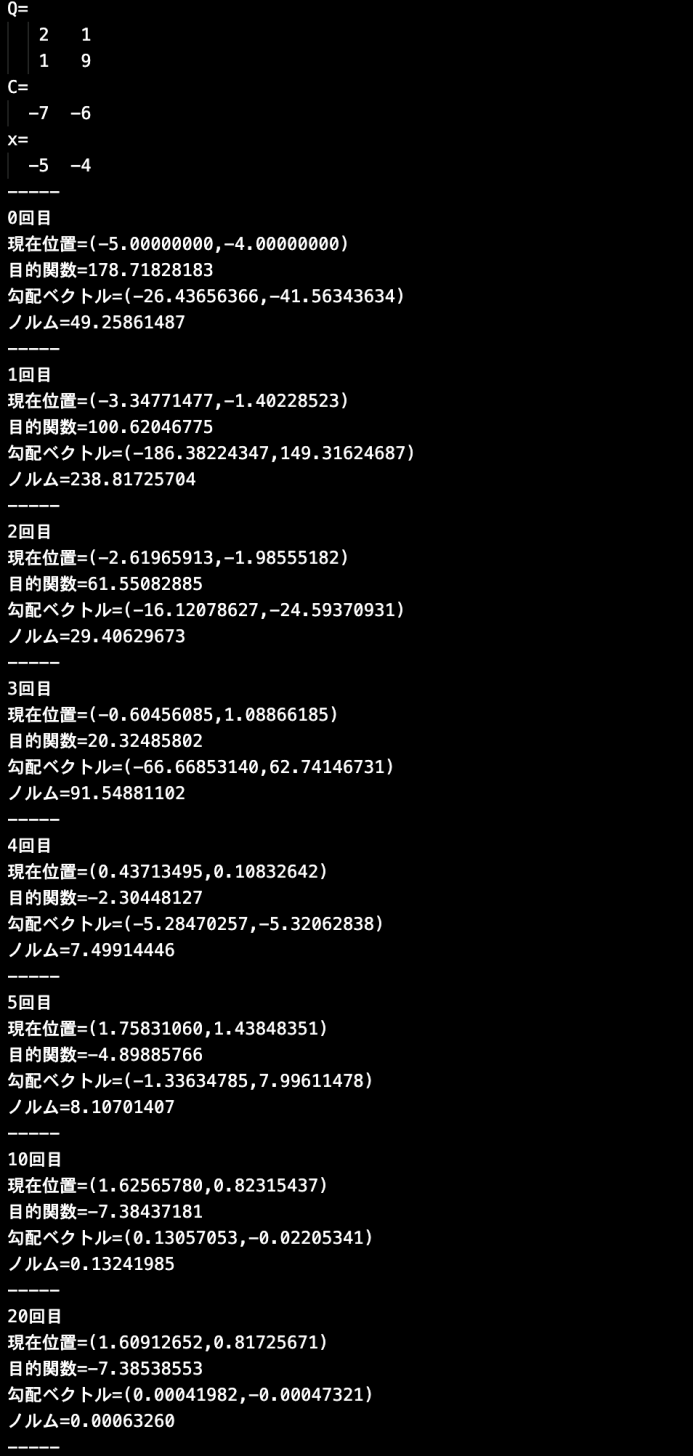 Q=
2 1
1 9
C=
-7 -6
x=
-5 -4
-----
0回目
現在位置=(-5.00000000,-4.00000000)
目的関数=178.71828183
勾配ベクトル=(-26.43656366,-41.56343634)
ノルム=49.25861487
-----
1回目
現在位置=(-3.34771477,-1.40228523)
目的関数=100.62046775
勾配ベクトル=(-186.38224347,149.31624687)
ノルム=238.81725704
-----
2回目
現在位置=(-2.61965913,-1.98555182)
目的関数=61.55082885
勾配ベクトル=(-16.12078627,-24.59370931)
ノルム=29.40629673
-----
3回目
現在位置=(-0.60456085,1.08866185)
目的関数=20.32485802
勾配ベクトル=(-66.66853140,62.74146731)
ノルム=91.54881102
-----
4回目
現在位置=(0.43713495,0.10832642)
目的関数=-2.30448127
勾配ベクトル=(-5.28470257,-5.32062838)
ノルム=7.49914446
-----
5回目
現在位置=(1.75831060,1.43848351)
目的関数=-4.89885766
勾配ベクトル=(-1.33634785,7.99611478)
ノルム=8.10701407
-----
10回目
現在位置=(1.62565780,0.82315437)
目的関数=-7.38437181
勾配ベクトル=(0.13057053,-0.02205341)
ノルム=0.13241985
-----
20回目
現在位置=(1.60912652,0.81725671)
目的関数=-7.38538553
勾配ベクトル=(0.00041982,-0.00047321)
ノルム=0.00063260
-----